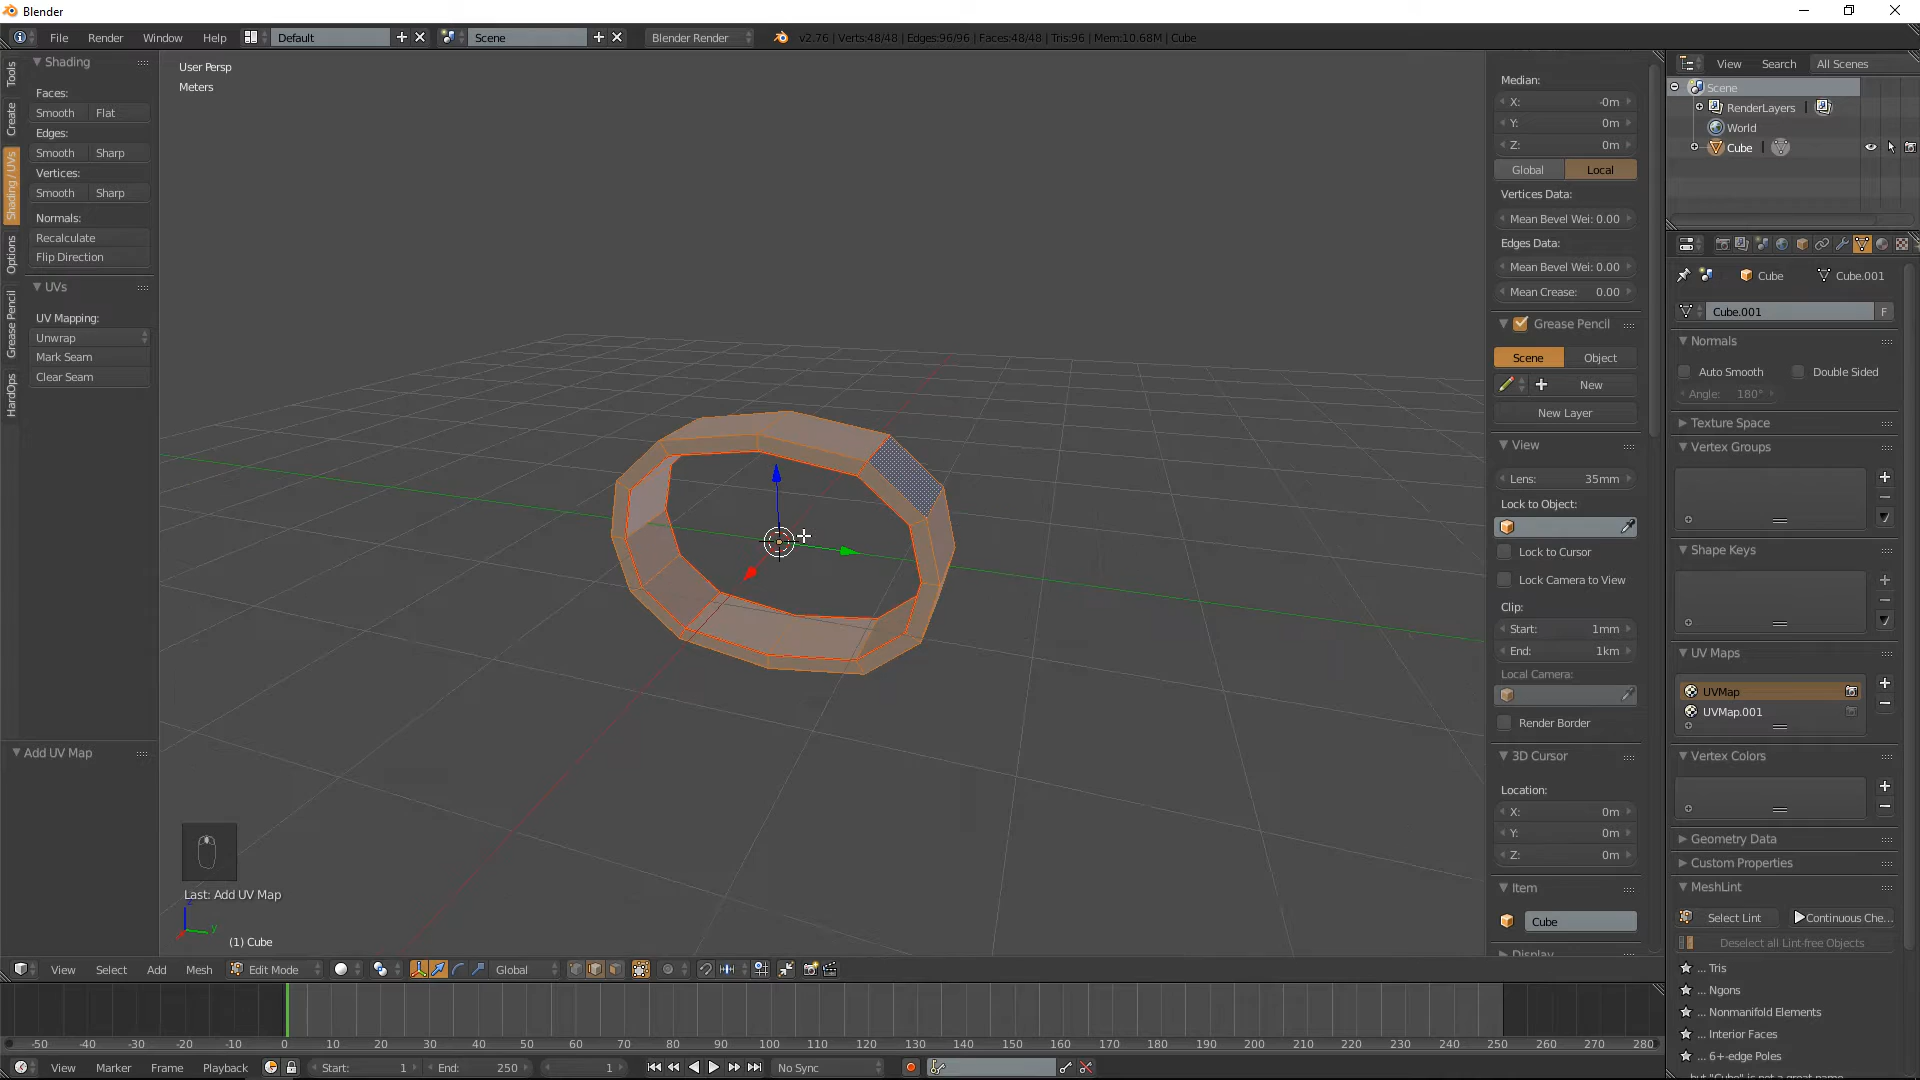 Blender
File Render Window Help Default Scene Blender Render v2.76 | Verts:48/48 | Edges:96/96 | Faces:48/48 | Tris:96 | Mem:10.68M | Cube
Tools
Create
Shading / UVs
Options
Grease Pencil
HardOps
Shading
Faces:
Smooth Flat
Edges:
Smooth Sharp
Vertices:
Smooth Sharp
Normals:
Recalculate
Flip Direction
UVs
UV Mapping:
Unwrap
Mark Seam
Clear Seam
Add UV Map
User Persp
Meters
Last: Add UV Map
(1) Cube
Median:
X: -0m
Y: 0m
Z: 0m
Global Local
Vertices Data:
Mean Bevel Wei: 0.00
Edges Data:
Mean Bevel Wei: 0.00
Mean Crease: 0.00
Grease Pencil
Scene Object
New
New Layer
View
Lens: 35mm
Lock to Object:
Lock to Cursor
Lock Camera to View
Clip:
Start: 1mm
End: 1km
Local Camera:
Render Border
3D Cursor
Location:
X: 0m
Y: 0m
Z: 0m
Item
Cube
Display
View Search All Scenes
Scene
RenderLayers |
World
Cube |
Cube Cube.001
Cube.001 F
Normals
Auto Smooth Double Sided
Angle: 180°
Texture Space
Vertex Groups
Shape Keys
UV Maps
UVMap
UVMap.001
Vertex Colors
Geometry Data
Custom Properties
MeshLint
Select Lint Continuous Che...
Deselect all Lint-free Objects
... Tris
... Ngons
... Nonmanifold Elements
... Interior Faces
... 6+-edge Poles
...but "Cube" is not a great name
View Select Add Mesh Edit Mode Global
-50 -40 -30 -20 -10 0 10 20 30 40 50 60 70 80 90 100 110 120 130 140 150 160 170 180 190 200 210 220 230 240 250 260 270 280
View Marker Frame Playback Start: 1 End: 250 1 No Sync